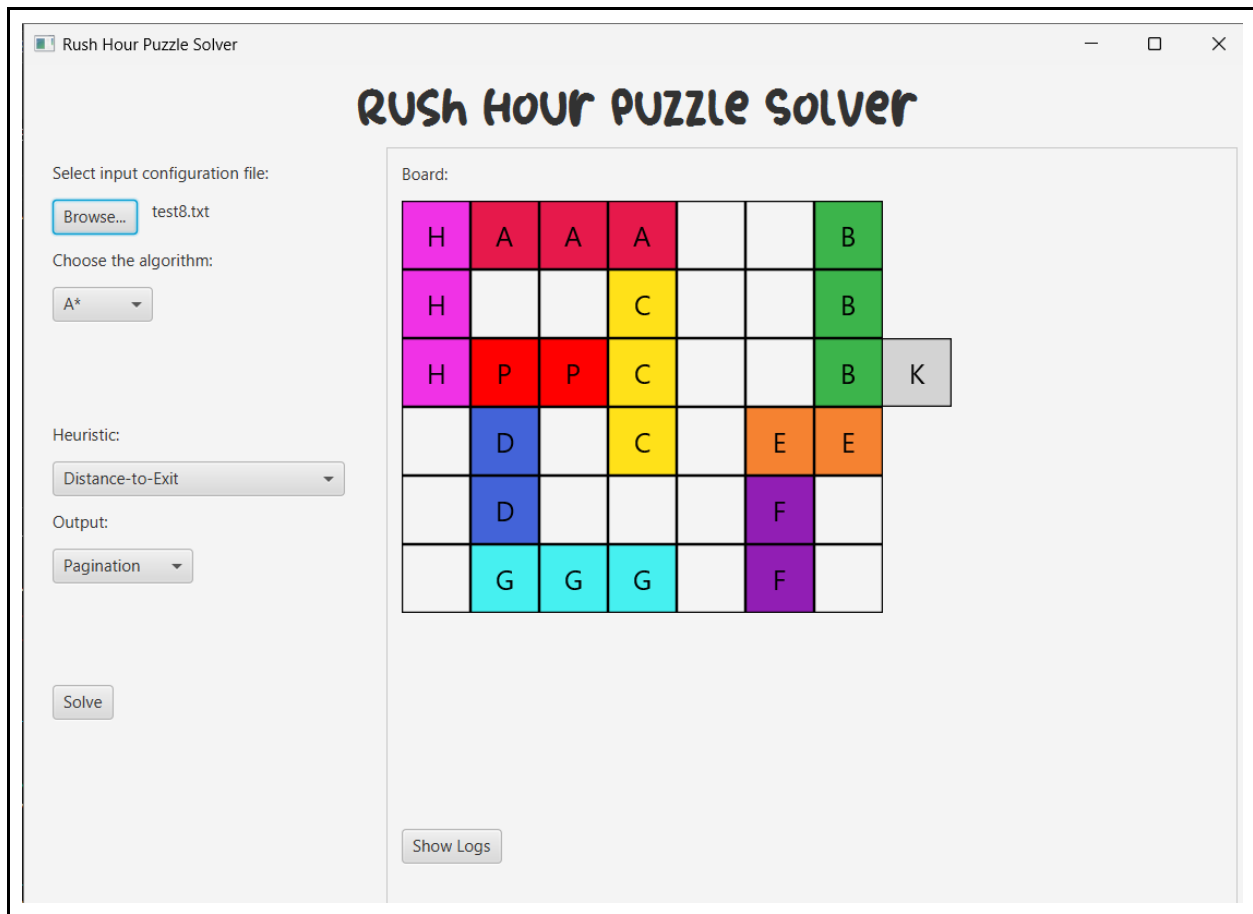 Rush Hour Puzzle Solver
Rush Hour Puzzle Solver
Select input configuration file:
Browse... test8.txt
Choose the algorithm:
A*
Heuristic:
Distance-to-Exit
Output:
Pagination
Solve
Board:
H A A A B
H C B
H P P C B K
D C E E
D F
G G G F
Show Logs